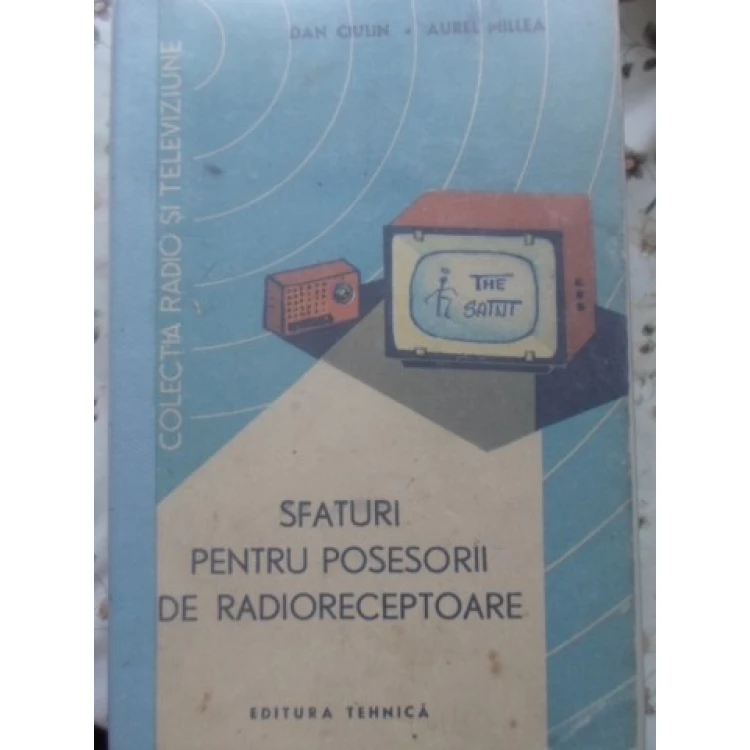 DAN CIULIN • AUREL MILLEA
COLECȚIA RADIO ȘI TELEVIZIUNE
THE
SAINT
SFATURI
PENTRU POSESORII
DE RADIORECEPTOARE
EDITURA TEHNICĂ